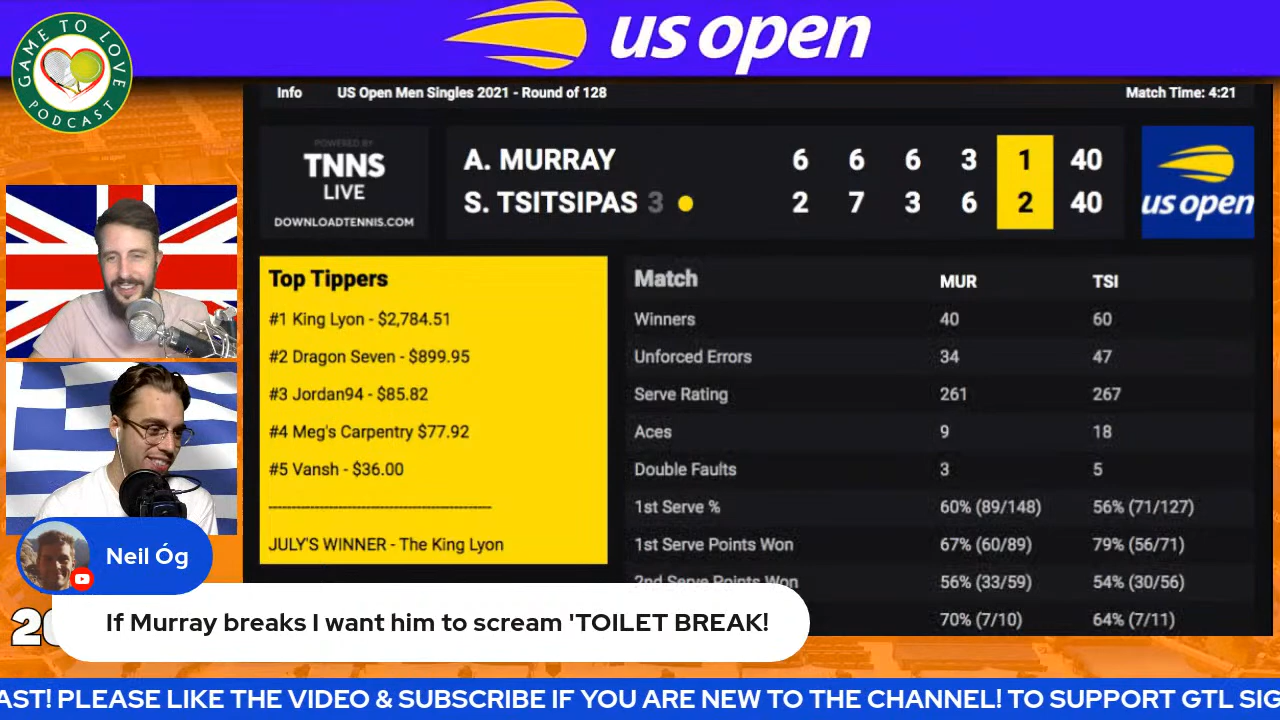 GAME TO LOVE
PODCAST
us open
Info US Open Men Singles 2021 - Round of 128 Match Time: 4:21
POWERED BY
TNNS
LIVE
DOWNLOADTENNIS.COM
A. MURRAY 6 6 6 3 1 40
S. TSITSIPAS 3 2 7 3 6 2 40
us open
Top Tippers
#1 King Lyon - $2,784.51
#2 Dragon Seven - $899.95
#3 Jordan94 - $85.82
#4 Meg's Carpentry $77.92
#5 Vansh - $36.00
JULY'S WINNER - The King Lyon
Match MUR TSI
Winners 40 60
Unforced Errors 34 47
Serve Rating 261 267
Aces 9 18
Double Faults 3 5
1st Serve % 60% (89/148) 56% (71/127)
1st Serve Points Won 67% (60/89) 79% (56/71)
2nd Serve Points Won 56% (33/59) 54% (30/56)
70% (7/10) 64% (7/11)
Neil Óg
If Murray breaks I want him to scream 'TOILET BREAK!
AST! PLEASE LIKE THE VIDEO & SUBSCRIBE IF YOU ARE NEW TO THE CHANNEL! TO SUPPORT GTL SIG